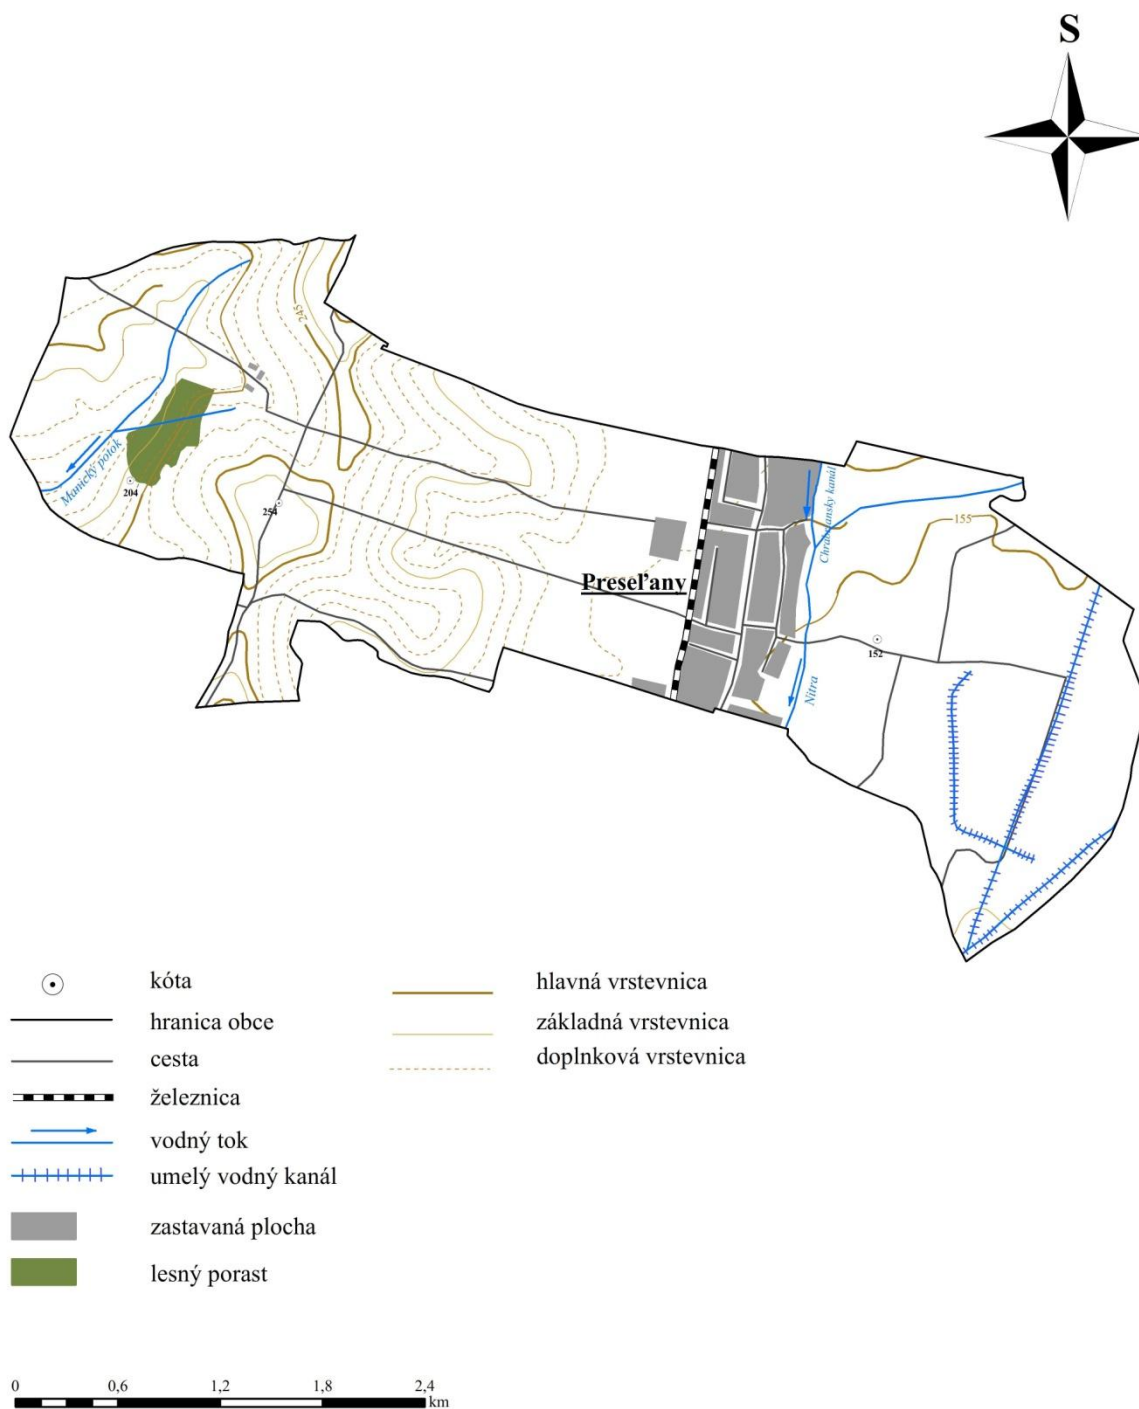 S
245
Manický potok
204
254
Preseľany
Chrabriansky kanál
155
152
Nitra
kóta
hranica obce
cesta
železnica
vodný tok
umelý vodný kanál
zastavaná plocha
lesný porast
hlavná vrstevnica
základná vrstevnica
doplnková vrstevnica
0 0,6 1,2 1,8 2,4
km